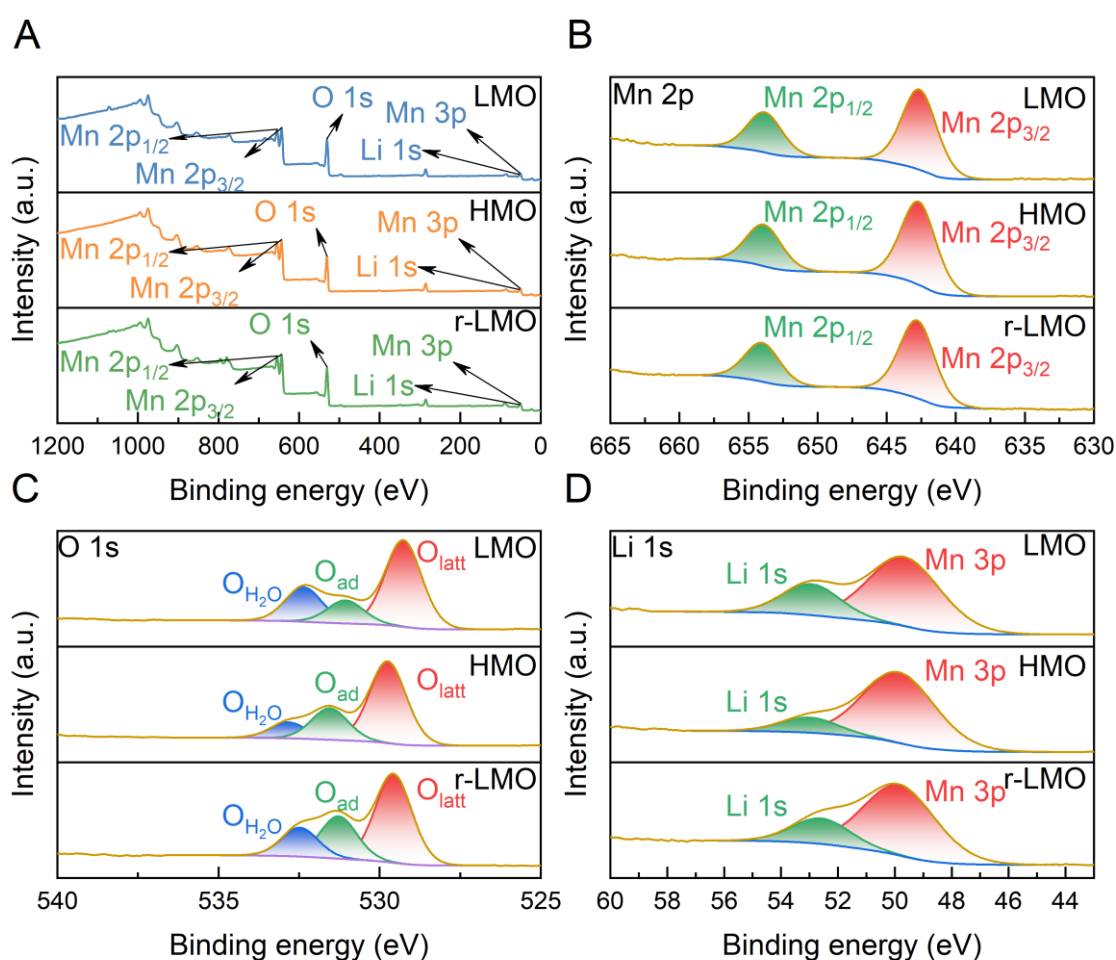 A
O 1s
LMO
Mn 3p
Mn 2p1/2
Li 1s
Mn 2p3/2
O 1s
HMO
Mn 3p
Mn 2p1/2
Li 1s
Mn 2p3/2
r-LMO
O 1s
Mn 3p
Mn 2p1/2
Li 1s
Mn 2p3/2
Intensity (a.u.)
1200 1000 800 600 400 200 0
Binding energy (eV)
B
Mn 2p
Mn 2p1/2
LMO
Mn 2p3/2
Mn 2p1/2
HMO
Mn 2p3/2
r-LMO
Mn 2p1/2
Mn 2p3/2
Intensity (a.u.)
665 660 655 650 645 640 635 630
Binding energy (eV)
C
O 1s
LMO
Olatt
Oad
OH2O
HMO
Oad
Olatt
OH2O
r-LMO
Olatt
Oad
OH2O
Intensity (a.u.)
540 535 530 525
Binding energy (eV)
D
Li 1s
LMO
Mn 3p
Li 1s
HMO
Mn 3p
Li 1s
r-LMO
Mn 3p
Li 1s
Intensity (a.u.)
60 58 56 54 52 50 48 46 44
Binding energy (eV)